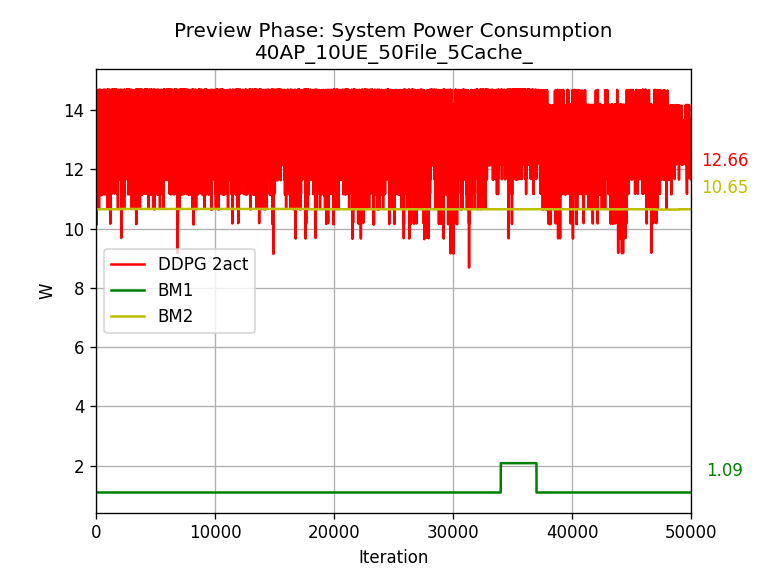 Preview Phase: System Power Consumption
40AP_10UE_50File_5Cache_
14
12
10
8
6
4
2
W
12.66
10.65
DDPG 2act
BM1
BM2
1.09
0
10000
20000
30000
40000
50000
Iteration